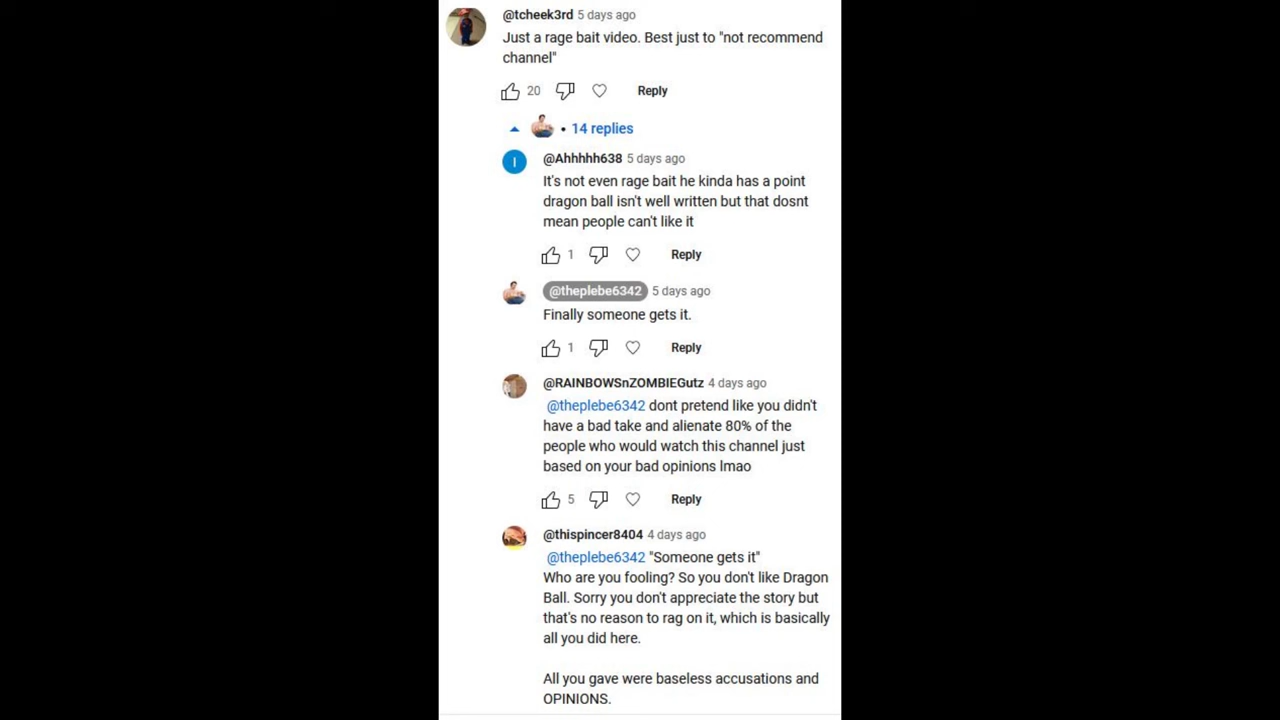 @tcheek3rd 5 days ago
Just a rage bait video. Best just to "not recommend
channel"
20 Reply
• 14 replies
I
@Ahhhhh638 5 days ago
It's not even rage bait he kinda has a point
dragon ball isn't well written but that dosnt
mean people can't like it
1 Reply
@theplebe6342 5 days ago
Finally someone gets it.
1 Reply
@RAINBOWSnZOMBIEGutz 4 days ago
@theplebe6342 dont pretend like you didn't
have a bad take and alienate 80% of the
people who would watch this channel just
based on your bad opinions lmao
5 Reply
@thispincer8404 4 days ago
@theplebe6342 "Someone gets it"
Who are you fooling? So you don't like Dragon
Ball. Sorry you don't appreciate the story but
that's no reason to rag on it, which is basically
all you did here.
All you gave were baseless accusations and
OPINIONS.